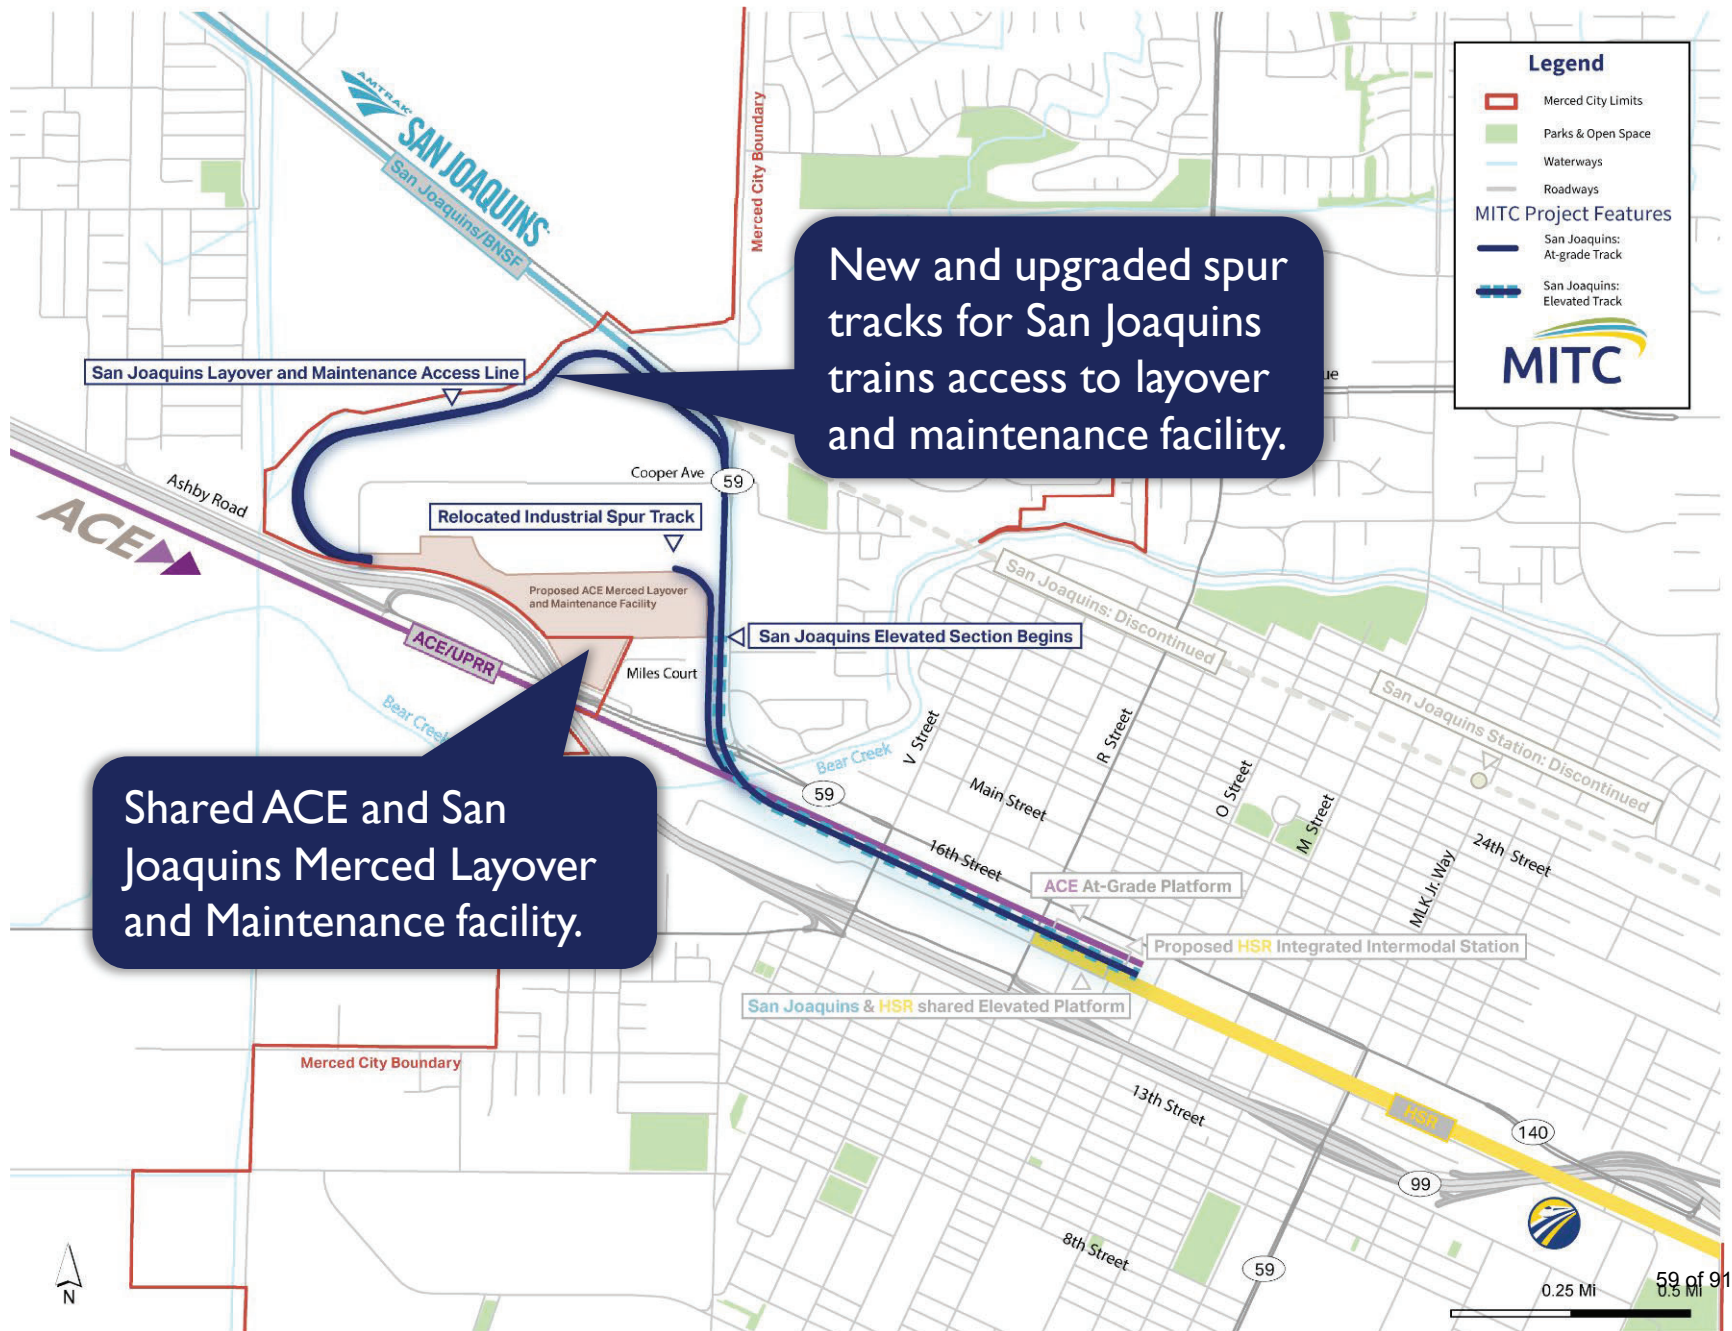 AMTRAK
SAN JOAQUINS
San Joaquins/BNSF
Merced City Boundary
Legend
Merced City Limits
Parks & Open Space
Waterways
Roadways
MITC Project Features
San Joaquins:
At-grade Track
San Joaquins:
Elevated Track
MITC
New and upgraded spur
tracks for San Joaquins
trains access to layover
and maintenance facility.
ue
San Joaquins Layover and Maintenance Access Line
Ashby Road
Cooper Ave
59
ACE
Relocated Industrial Spur Track
Proposed ACE Merced Layover
and Maintenance Facility
San Joaquins Elevated Section Begins
San Joaquins: Discontinued
ACE/UPRR
Miles Court
Bear Creek
Bear Creek
V Street
R Street
San Joaquins Station: Discontinued
Main Street
O Street
M Street
59
24th Street
16th Street
MLK Jr. Way
Shared ACE and San
Joaquins Merced Layover
and Maintenance facility.
ACE At-Grade Platform
Proposed HSR Integrated Intermodal Station
San Joaquins & HSR shared Elevated Platform
Merced City Boundary
13th Street
HSR
140
99
8th Street
59
N
0.25 Mi
0.5 Mi
59 of 91